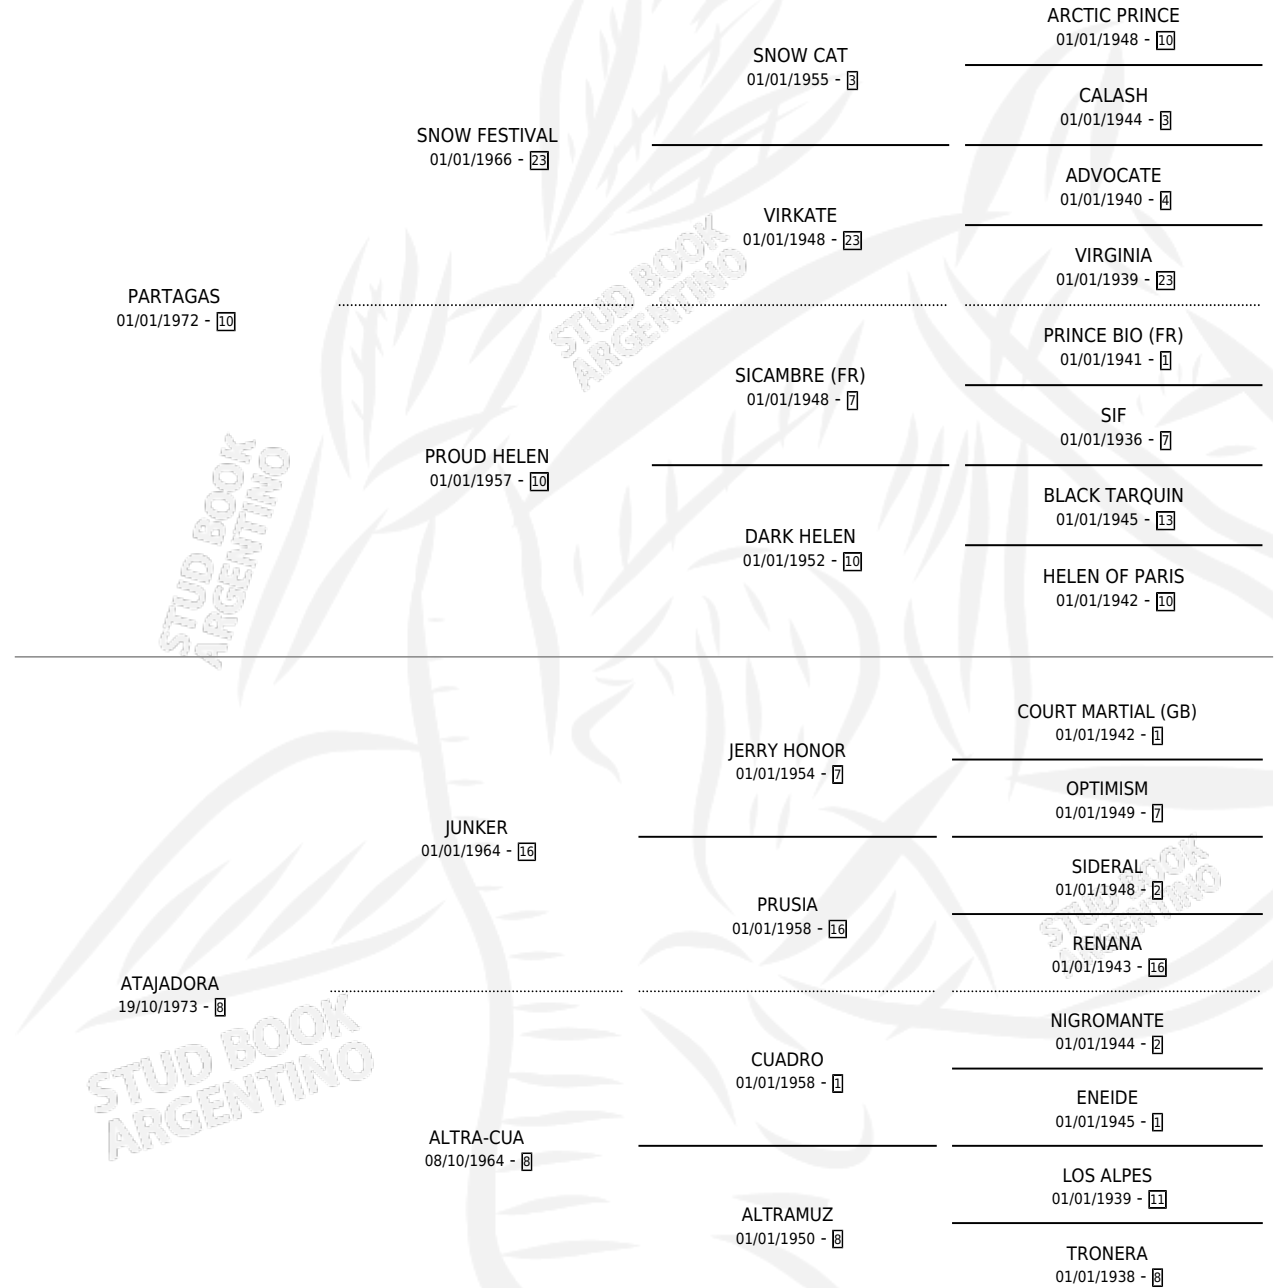 ARCTIC PRINCE
01/01/1948 - 10
SNOW CAT
01/01/1955 - 3
CALASH
01/01/1944 - 3
SNOW FESTIVAL
01/01/1966 - 23
ADVOCATE
01/01/1940 - 4
VIRKATE
01/01/1948 - 23
VIRGINIA
01/01/1939 - 23
PARTAGAS
01/01/1972 - 10
PRINCE BIO (FR)
01/01/1941 - 1
SICAMBRE (FR)
01/01/1948 - 7
SIF
01/01/1936 - 7
PROUD HELEN
01/01/1957 - 10
BLACK TARQUIN
01/01/1945 - 13
DARK HELEN
01/01/1952 - 10
HELEN OF PARIS
01/01/1942 - 10
COURT MARTIAL (GB)
01/01/1942 - 1
JERRY HONOR
01/01/1954 - 7
OPTIMISM
01/01/1949 - 7
JUNKER
01/01/1964 - 16
SIDERAL
01/01/1948 - 2
PRUSIA
01/01/1958 - 16
RENANA
01/01/1943 - 16
ATAJADORA
19/10/1973 - 8
NIGROMANTE
01/01/1944 - 2
CUADRO
01/01/1958 - 1
ENEIDE
01/01/1945 - 1
ALTRA-CUA
08/10/1964 - 8
LOS ALPES
01/01/1939 - 11
ALTRAMUZ
01/01/1950 - 8
TRONERA
01/01/1938 - 8
STUD BOOK
ARGENTINO
STUD BOOK
ARGENTINO
STUD BOOK
ARGENTINO
STUD BOOK
ARGENTINO